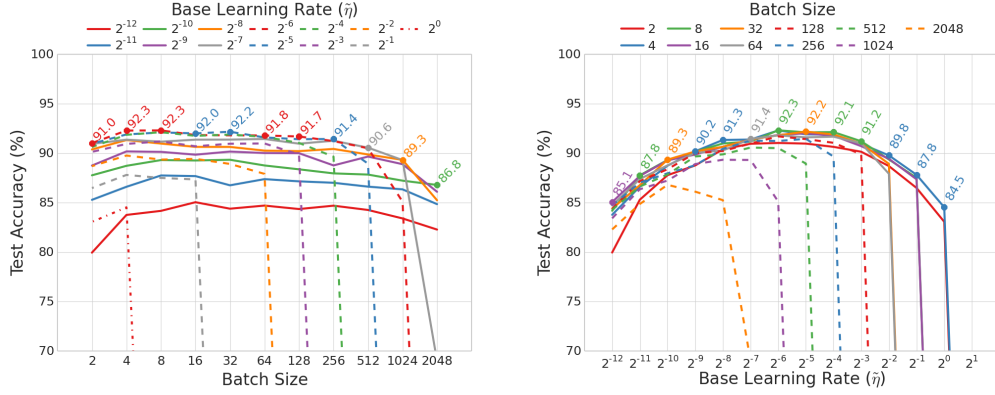 Base Learning Rate (η̃)
2⁻¹² 2⁻¹⁰ 2⁻⁸ 2⁻⁶ 2⁻⁴ 2⁻² 2⁰
2⁻¹¹ 2⁻⁹ 2⁻⁷ 2⁻⁵ 2⁻³ 2⁻¹
100
95
90
85
80
75
70
Test Accuracy (%)
91.0 92.3 92.3 92.0 92.2 91.8 91.7 91.4 90.6 89.3 86.8
2 4 8 16 32 64 128 256 512 1024 2048
Batch Size
Batch Size
2 8 32 128 512 2048
4 16 64 256 1024
100
95
90
85
80
75
70
Test Accuracy (%)
85.1 87.8 89.3 90.2 91.3 91.4 92.3 92.2 92.1 91.2 89.8 87.8 84.5
2⁻¹² 2⁻¹¹ 2⁻¹⁰ 2⁻⁹ 2⁻⁸ 2⁻⁷ 2⁻⁶ 2⁻⁵ 2⁻⁴ 2⁻³ 2⁻² 2⁻¹ 2⁰ 2¹
Base Learning Rate (η̃)